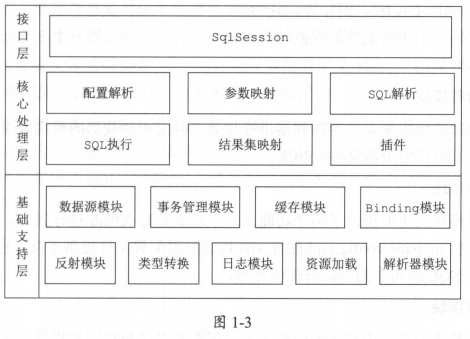 接口层
SqlSession
核心处理层
配置解析 参数映射 SQL解析
SQL执行 结果集映射 插件
基础支持层
数据源模块 事务管理模块 缓存模块 Binding模块
反射模块 类型转换 日志模块 资源加载 解析器模块
图 1-3